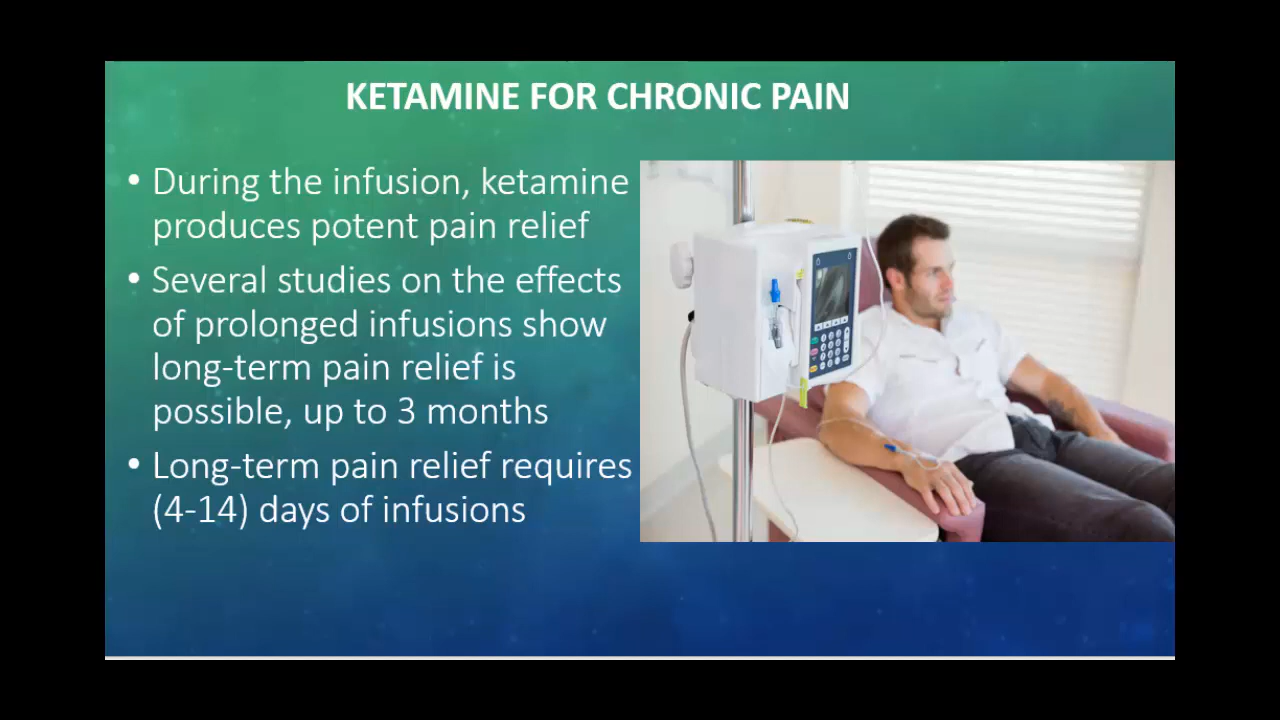 KETAMINE FOR CHRONIC PAIN
• During the infusion, ketamine
produces potent pain relief
• Several studies on the effects
of prolonged infusions show
long-term pain relief is
possible, up to 3 months
• Long-term pain relief requires
(4-14) days of infusions